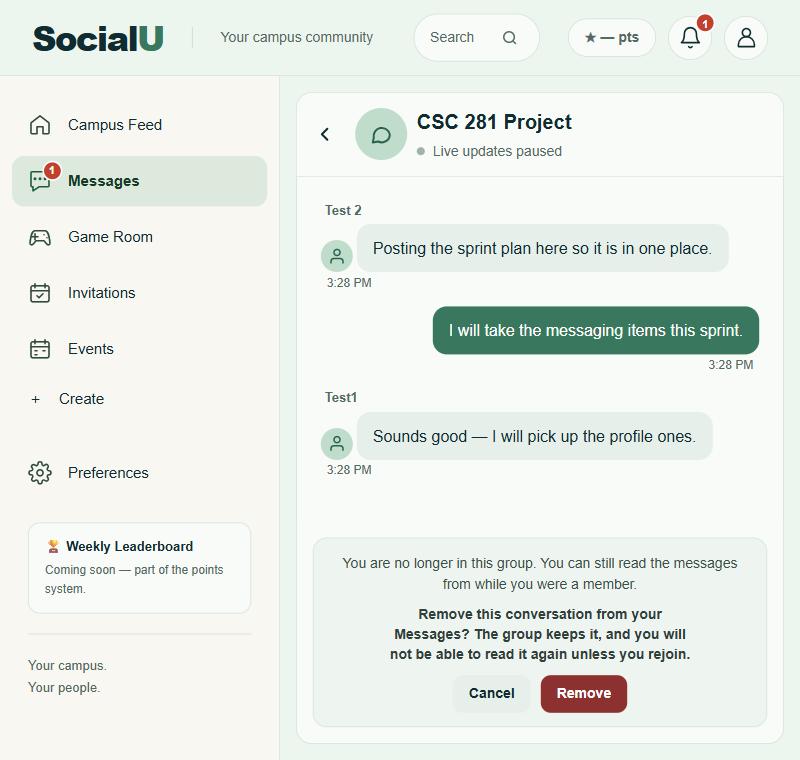 SocialU
Your campus community
Search
★ — pts
1
Campus Feed
1
Messages
Game Room
Invitations
Events
+ Create
Preferences
Weekly Leaderboard
Coming soon — part of the points
system.
Your campus.
Your people.
CSC 281 Project
Live updates paused
Test 2
Posting the sprint plan here so it is in one place.
3:28 PM
I will take the messaging items this sprint.
3:28 PM
Test1
Sounds good — I will pick up the profile ones.
3:28 PM
You are no longer in this group. You can still read the messages
from while you were a member.
Remove this conversation from your
Messages? The group keeps it, and you will
not be able to read it again unless you rejoin.
Cancel
Remove